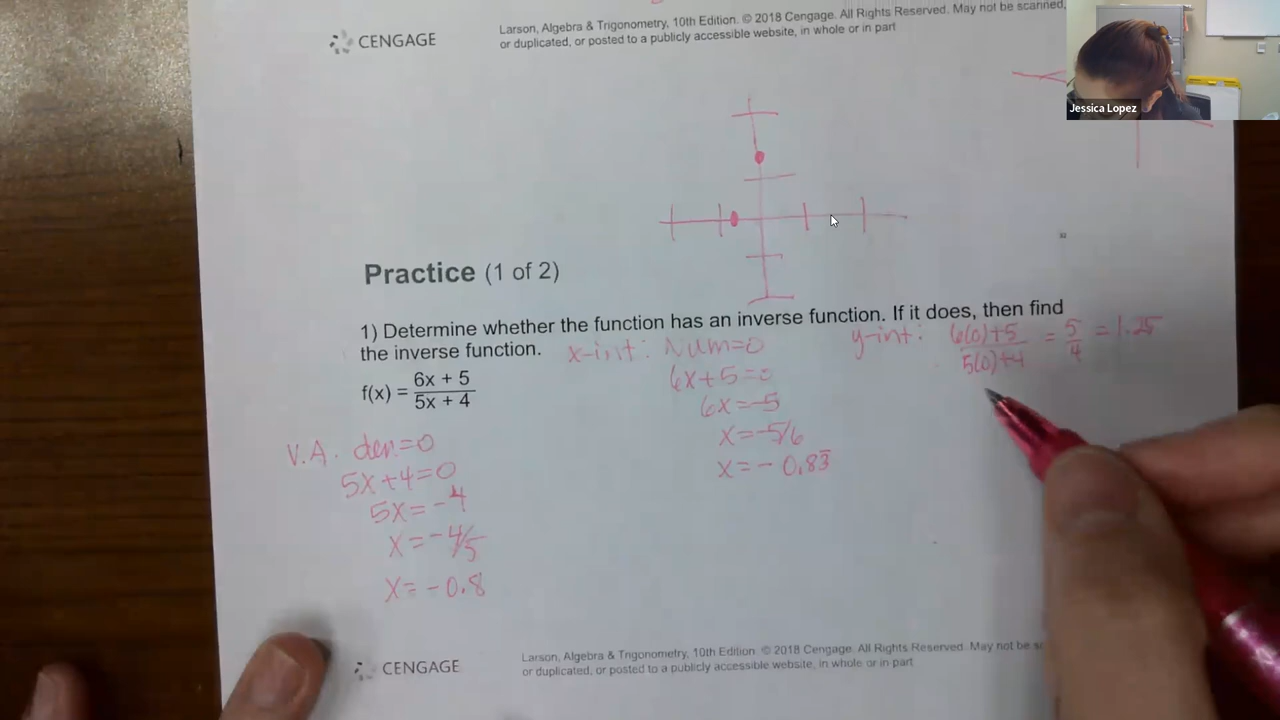 CENGAGE
Larson, Algebra & Trigonometry, 10th Edition. © 2018 Cengage. All Rights Reserved. May not be scanned,
or duplicated, or posted to a publicly accessible website, in whole or in part
Jessica Lopez
Practice (1 of 2)
1) Determine whether the function has an inverse function. If it does, then find
the inverse function.
f(x) = 6x + 5 / 5x + 4
V.A. den=0
5x+4=0
5x=-4
x=-4/5
x=-0.8
x-int: Num=0
6x+5=0
6x=-5
x=-5/6
x=-0.83̅
y-int: 6(0)+5 / 5(0)+4 = 5/4 = 1.25
CENGAGE
Larson, Algebra & Trigonometry, 10th Edition. © 2018 Cengage. All Rights Reserved. May not be
or duplicated, or posted to a publicly accessible website, in whole or in part